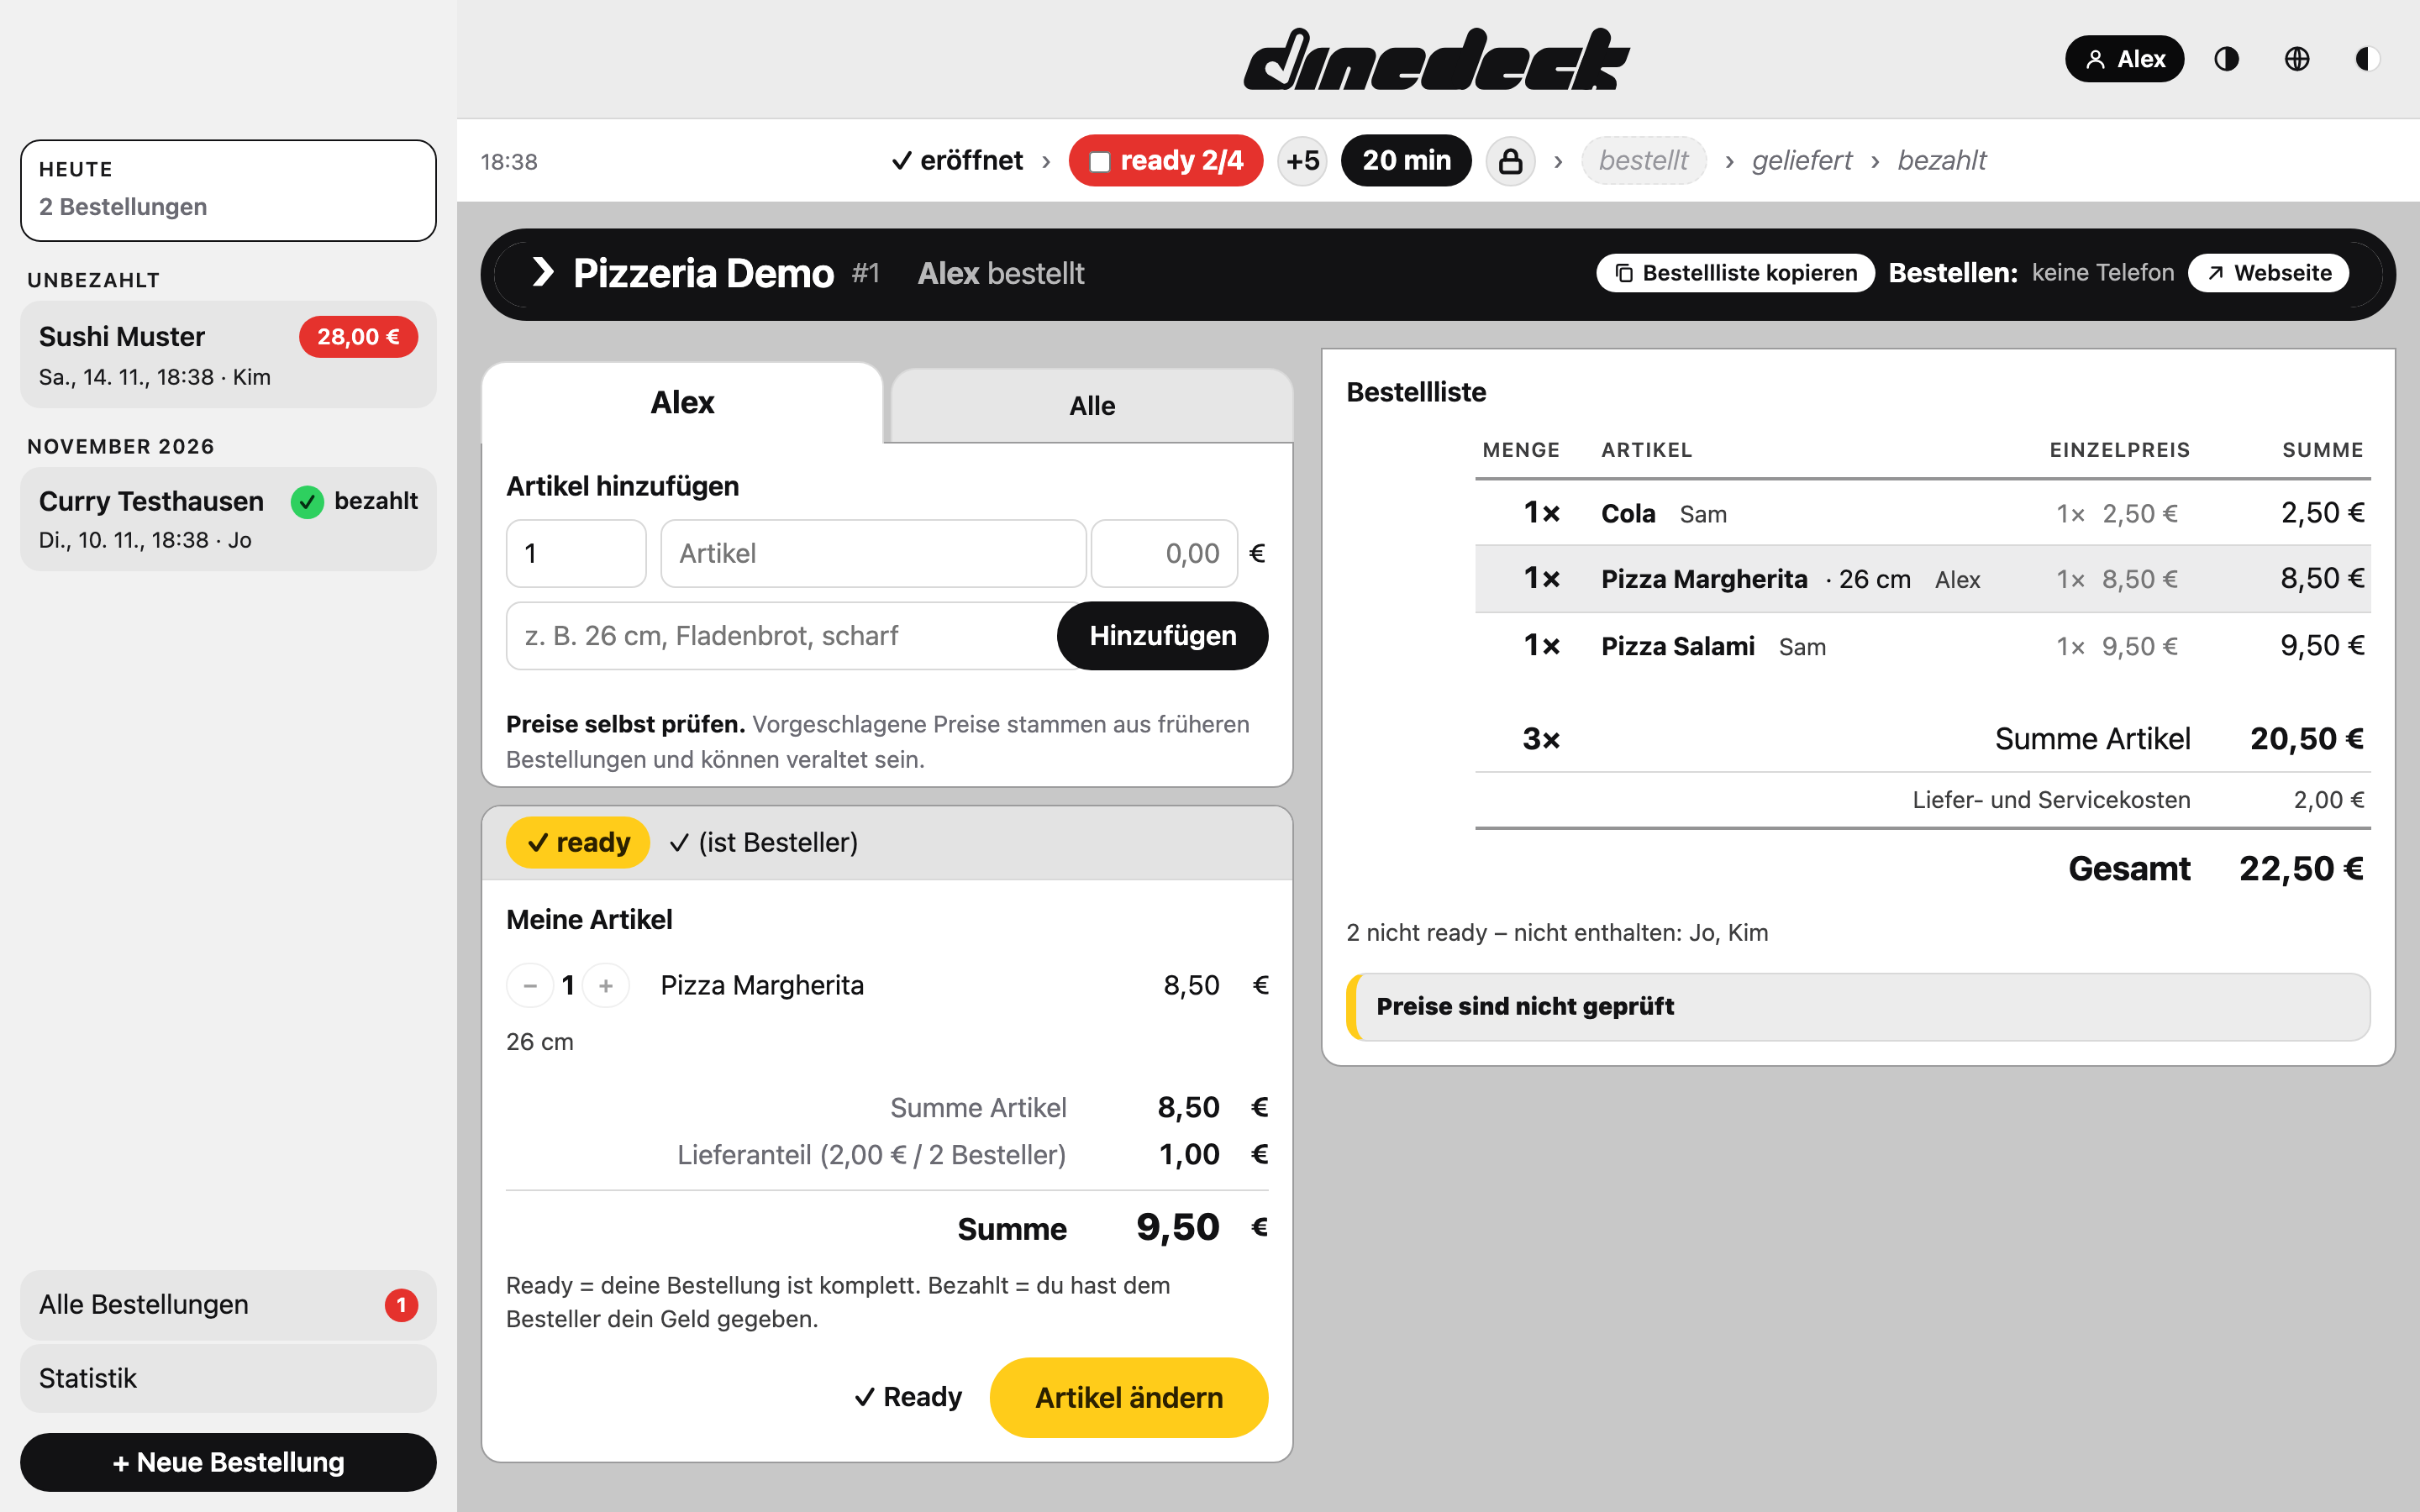 dinedeck
Alex
HEUTE
2 Bestellungen
UNBEZAHLT
Sushi Muster 28,00 €
Sa., 14. 11., 18:38 · Kim
NOVEMBER 2026
Curry Testhausen ✓ bezahlt
Di., 10. 11., 18:38 · Jo
Alle Bestellungen 1
Statistik
+ Neue Bestellung
18:38 ✓ eröffnet › ready 2/4 +5 20 min › bestellt › geliefert › bezahlt
Pizzeria Demo #1 Alex bestellt Bestellliste kopieren Bestellen: keine Telefon Webseite
Alex Alle
Artikel hinzufügen
1 Artikel 0,00 €
z. B. 26 cm, Fladenbrot, scharf Hinzufügen
Preise selbst prüfen. Vorgeschlagene Preise stammen aus früheren
Bestellungen und können veraltet sein.
✓ ready ✓ (ist Besteller)
Meine Artikel
− 1 + Pizza Margherita 8,50 €
26 cm
Summe Artikel 8,50 €
Lieferanteil (2,00 € / 2 Besteller) 1,00 €
Summe 9,50 €
Ready = deine Bestellung ist komplett. Bezahlt = du hast dem
Besteller dein Geld gegeben.
✓ Ready Artikel ändern
Bestellliste
MENGE ARTIKEL EINZELPREIS SUMME
1× Cola Sam 1× 2,50 € 2,50 €
1× Pizza Margherita · 26 cm Alex 1× 8,50 € 8,50 €
1× Pizza Salami Sam 1× 9,50 € 9,50 €
3× Summe Artikel 20,50 €
Liefer- und Servicekosten 2,00 €
Gesamt 22,50 €
2 nicht ready – nicht enthalten: Jo, Kim
Preise sind nicht geprüft